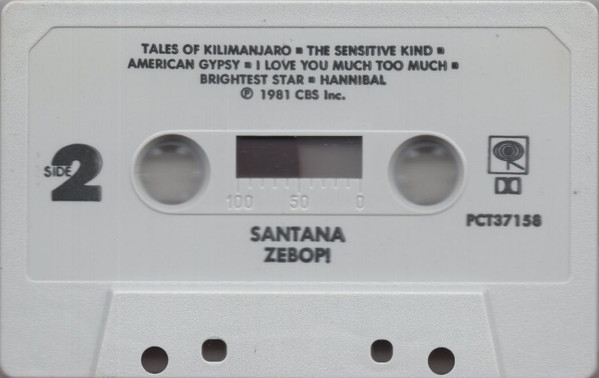 TALES OF KILIMANJARO ■ THE SENSITIVE KIND ■
AMERICAN GYPSY ■ I LOVE YOU MUCH TOO MUCH ■
BRIGHTEST STAR ■ HANNIBAL
℗ 1981 CBS Inc.
SIDE 2
100 50 0
PCT37158
SANTANA
ZEBOP!